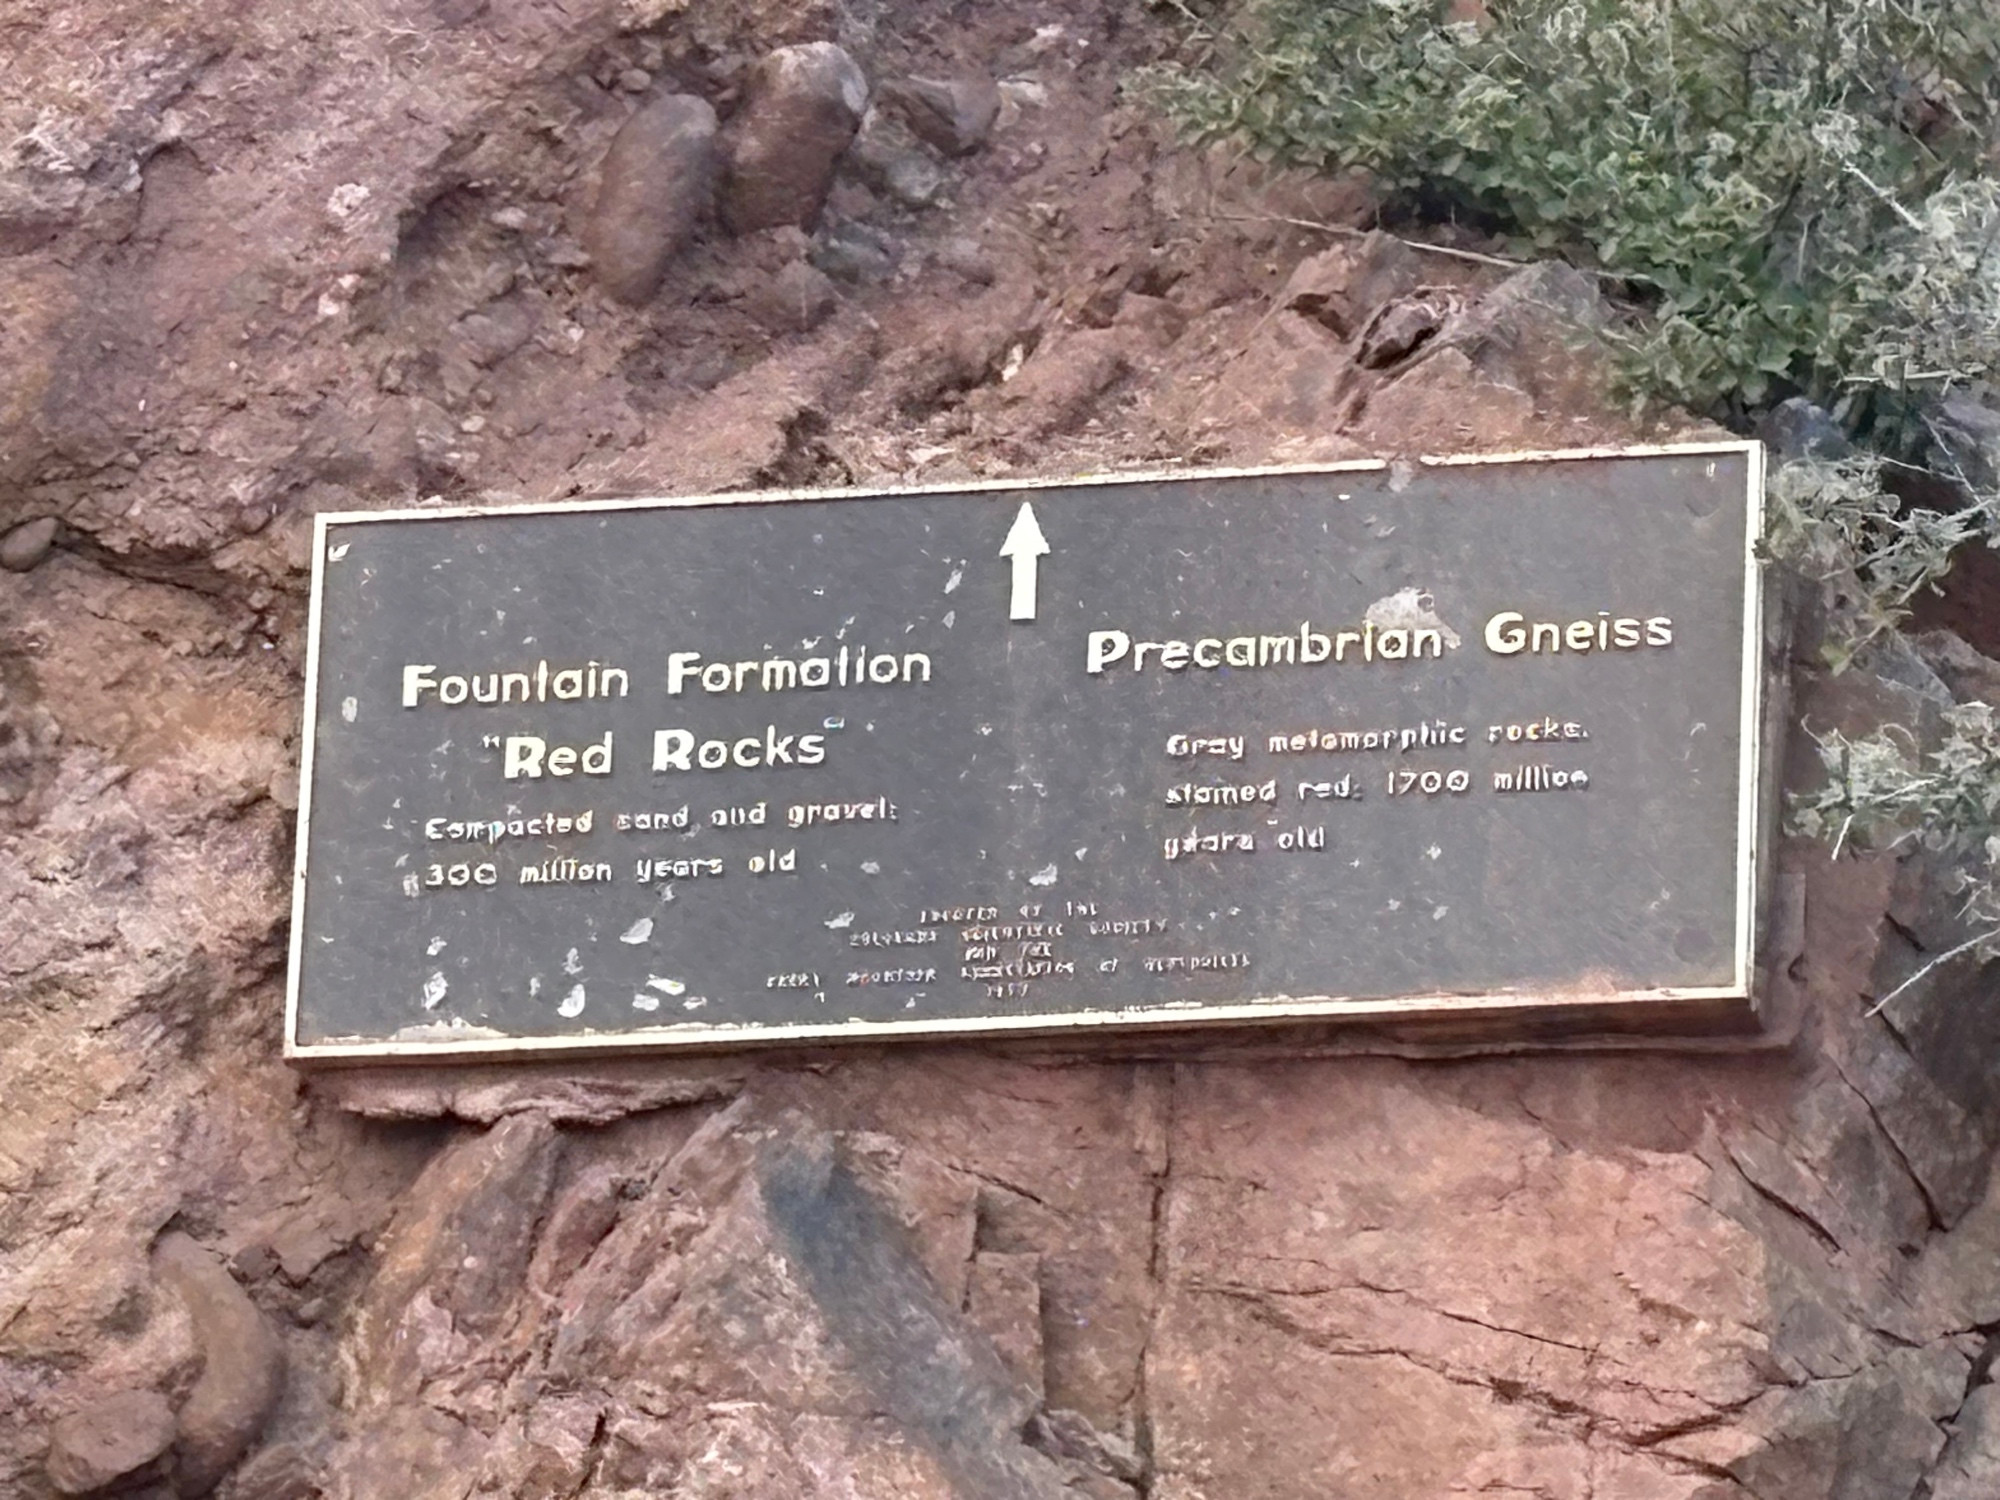 Fountain Formation
"Red Rocks"
Compacted sand and gravel:
300 million years old
Precambrian Gneiss
Gray metamorphic rocks,
stained red: 1700 million
years old